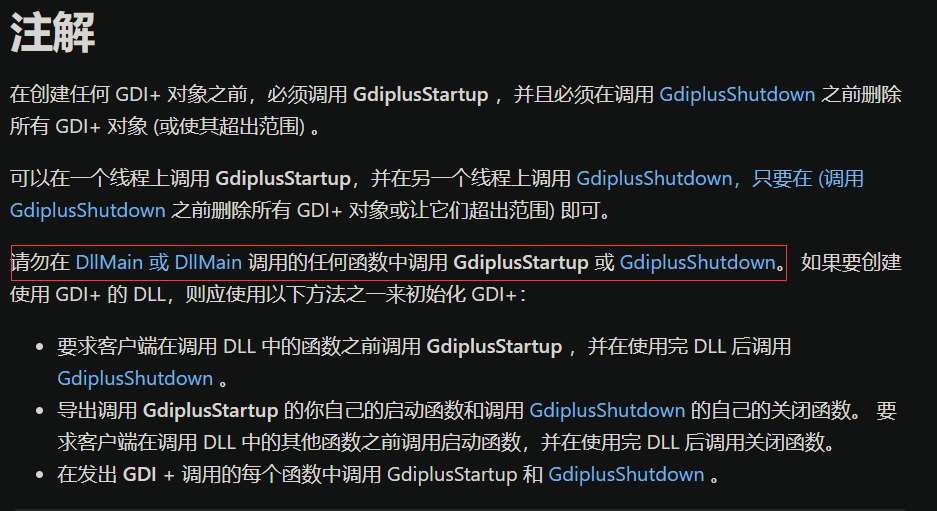 注解
在创建任何 GDI+ 对象之前，必须调用 GdiplusStartup ，并且必须在调用 GdiplusShutdown 之前删除
所有 GDI+ 对象 (或使其超出范围) 。
可以在一个线程上调用 GdiplusStartup，并在另一个线程上调用 GdiplusShutdown，只要在 (调用
GdiplusShutdown 之前删除所有 GDI+ 对象或让它们超出范围) 即可。
请勿在 DllMain 或 DllMain 调用的任何函数中调用 GdiplusStartup 或 GdiplusShutdown。 如果要创建
使用 GDI+ 的 DLL，则应使用以下方法之一来初始化 GDI+：
• 要求客户端在调用 DLL 中的函数之前调用 GdiplusStartup ，并在使用完 DLL 后调用
GdiplusShutdown 。
• 导出调用 GdiplusStartup 的你自己的启动函数和调用 GdiplusShutdown 的自己的关闭函数。 要
求客户端在调用 DLL 中的其他函数之前调用启动函数，并在使用完 DLL 后调用关闭函数。
• 在发出 GDI + 调用的每个函数中调用 GdiplusStartup 和 GdiplusShutdown 。